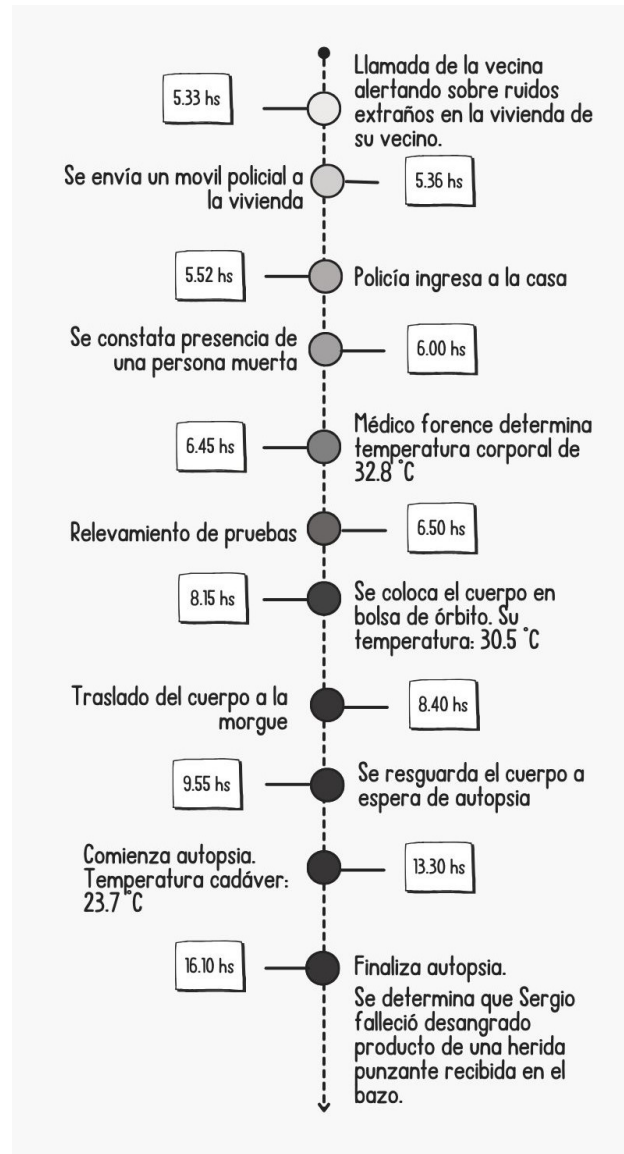 5.33 hs
Llamada de la vecina
alertando sobre ruidos
extraños en la vivienda de
su vecino.
Se envía un movil policial a
la vivienda
5.36 hs
5.52 hs
Policía ingresa a la casa
Se constata presencia de
una persona muerta
6.00 hs
6.45 hs
Médico forence determina
temperatura corporal de
32.8 °C
Relevamiento de pruebas
6.50 hs
8.15 hs
Se coloca el cuerpo en
bolsa de órbito. Su
temperatura: 30.5 °C
Traslado del cuerpo a la
morgue
8.40 hs
9.55 hs
Se resguarda el cuerpo a
espera de autopsia
Comienza autopsia.
Temperatura cadáver:
23.7 °C
13.30 hs
16.10 hs
Finaliza autopsia.
Se determina que Sergio
falleció desangrado
producto de una herida
punzante recibida en el
bazo.